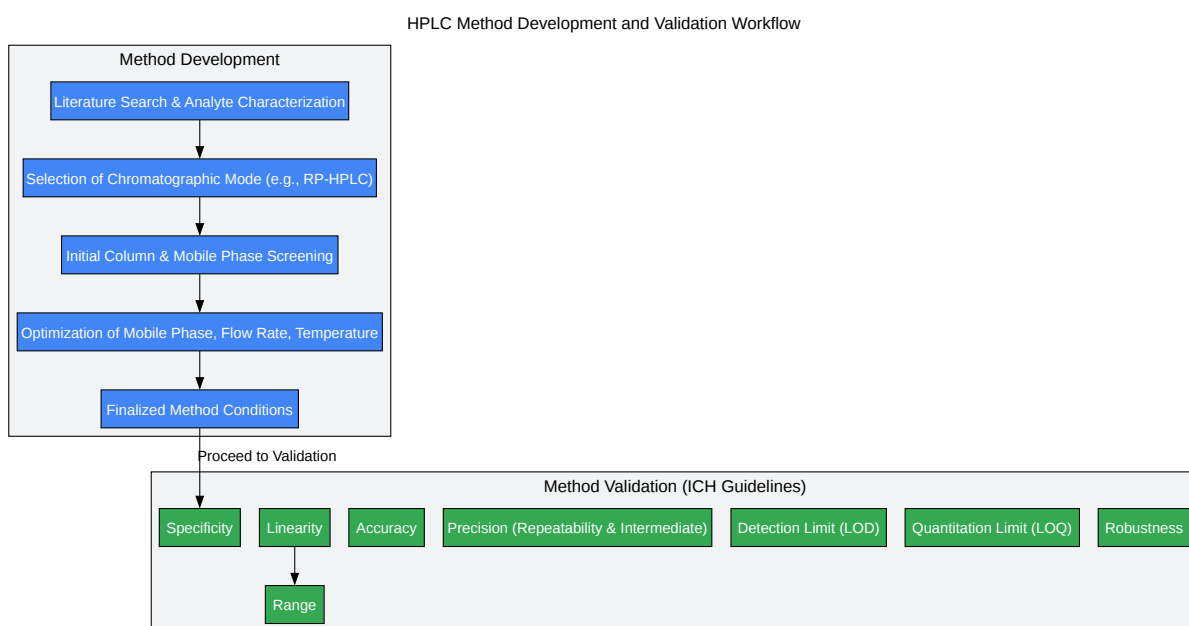 HPLC Method Development and Validation Workflow
Method Development
Literature Search & Analyte Characterization
Selection of Chromatographic Mode (e.g., RP-HPLC)
Initial Column & Mobile Phase Screening
Optimization of Mobile Phase, Flow Rate, Temperature
Finalized Method Conditions
Proceed to Validation
Method Validation (ICH Guidelines)
Specificity
Linearity
Accuracy
Precision (Repeatability & Intermediate)
Detection Limit (LOD)
Quantitation Limit (LOQ)
Robustness
Range